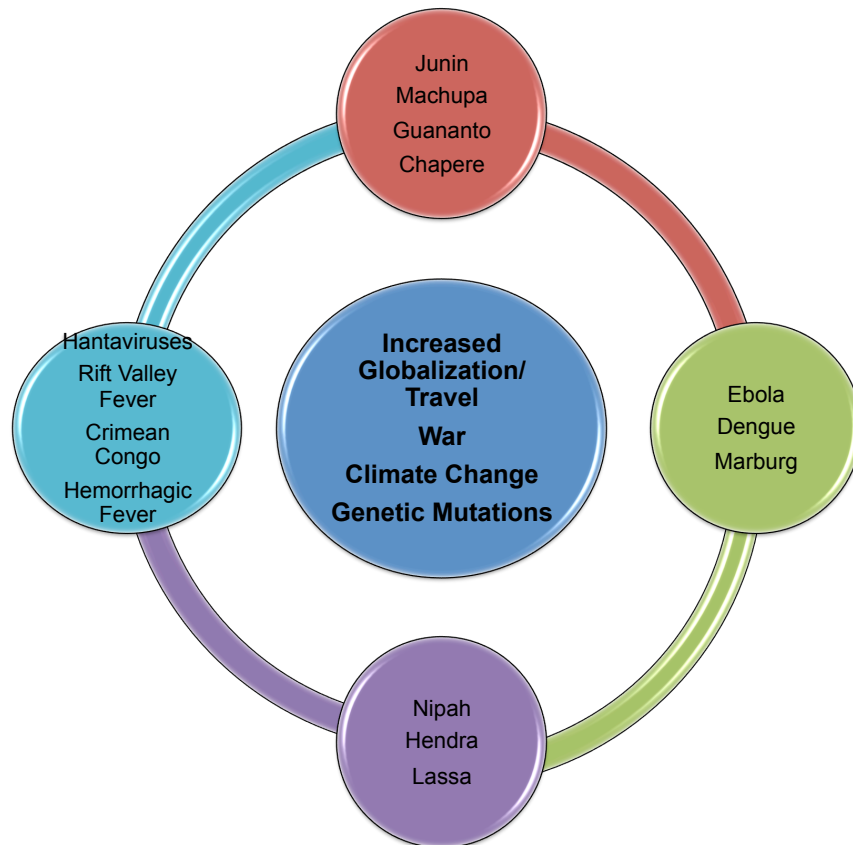 Junin
Machupa
Guananto
Chapere
Hantaviruses
Rift Valley
Fever
Crimean
Congo
Hemorrhagic
Fever
Increased
Globalization/
Travel
War
Climate Change
Genetic Mutations
Ebola
Dengue
Marburg
Nipah
Hendra
Lassa